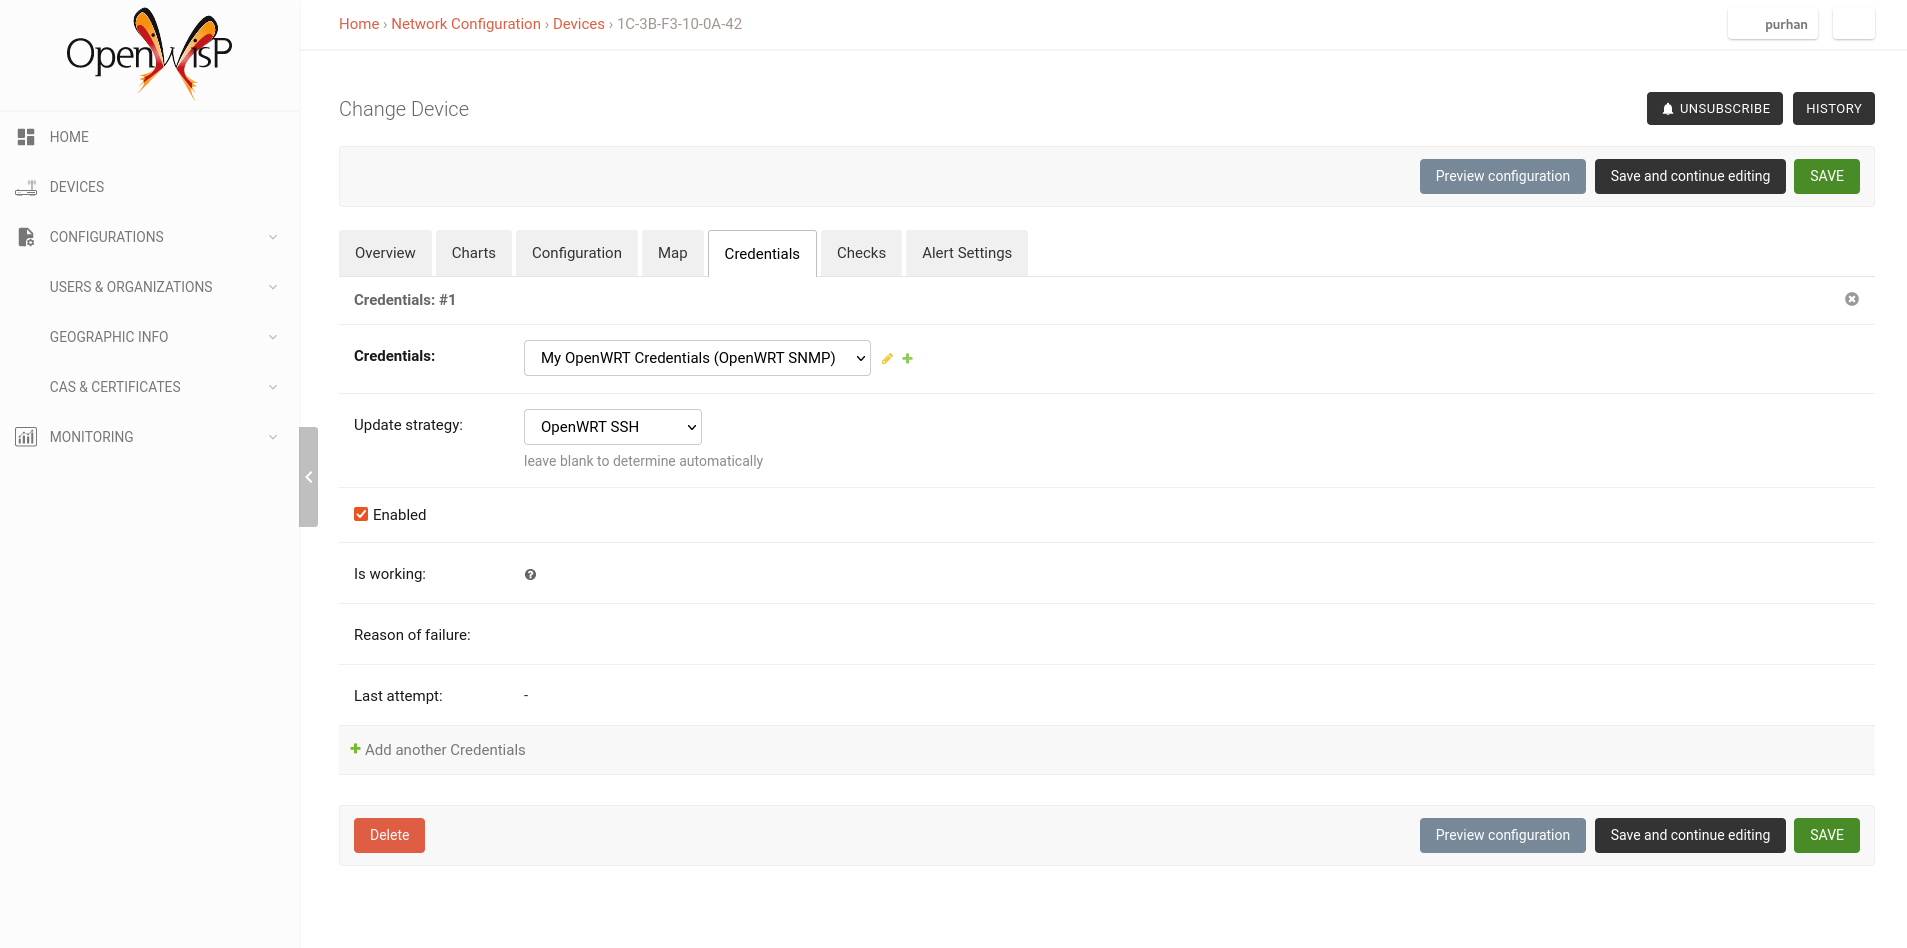 OpenWISP
Home › Network Configuration › Devices › 1C-3B-F3-10-0A-42
purhan
HOME
DEVICES
CONFIGURATIONS
USERS & ORGANIZATIONS
GEOGRAPHIC INFO
CAS & CERTIFICATES
MONITORING
Change Device
UNSUBSCRIBE
HISTORY
Preview configuration
Save and continue editing
SAVE
Overview
Charts
Configuration
Map
Credentials
Checks
Alert Settings
Credentials: #1
Credentials:
My OpenWRT Credentials (OpenWRT SNMP)
Update strategy:
OpenWRT SSH
leave blank to determine automatically
Enabled
Is working:
Reason of failure:
Last attempt:
-
Add another Credentials
Delete
Preview configuration
Save and continue editing
SAVE